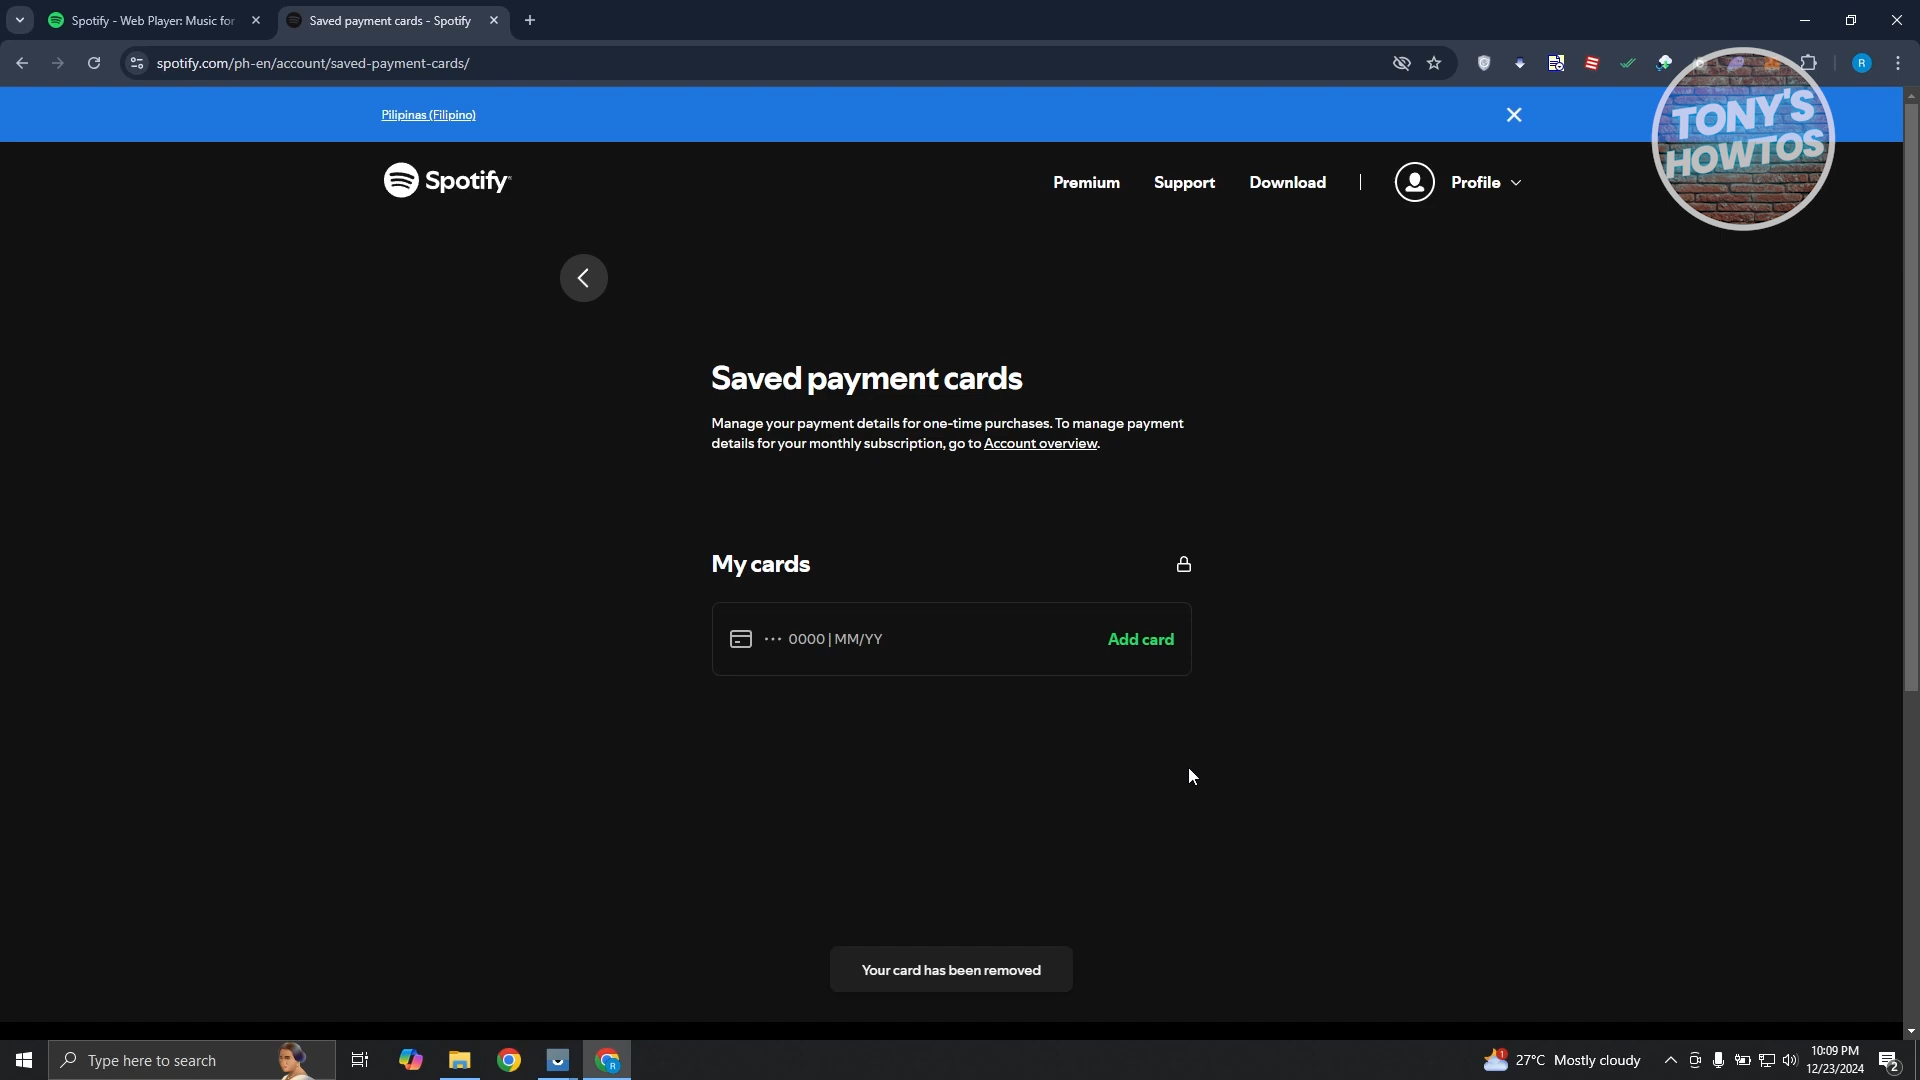 Spotify - Web Player: Music for
Saved payment cards - Spotify
spotify.com/ph-en/account/saved-payment-cards/
R
Pilipinas (Filipino)
TONY'S
HOWTOS
Spotify
Premium
Support
Download
Profile
Saved payment cards
Manage your payment details for one-time purchases. To manage payment
details for your monthly subscription, go to Account overview.
My cards
··· 0000 | MM/YY
Add card
Your card has been removed
Type here to search
R
1
27°C Mostly cloudy
10:09 PM
12/23/2024
2